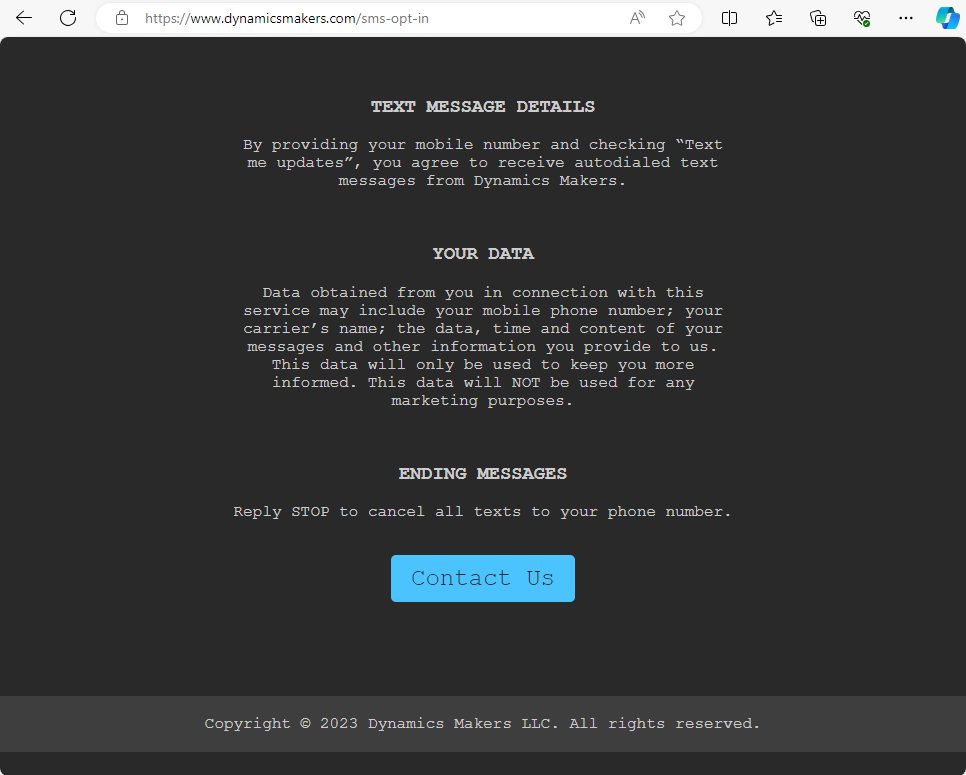 https://www.dynamicsmakers.com/sms-opt-in
TEXT MESSAGE DETAILS
By providing your mobile number and checking “Text
me updates”, you agree to receive autodialed text
messages from Dynamics Makers.
YOUR DATA
Data obtained from you in connection with this
service may include your mobile phone number; your
carrier’s name; the data, time and content of your
messages and other information you provide to us.
This data will only be used to keep you more
informed. This data will NOT be used for any
marketing purposes.
ENDING MESSAGES
Reply STOP to cancel all texts to your phone number.
Contact Us
Copyright © 2023 Dynamics Makers LLC. All rights reserved.